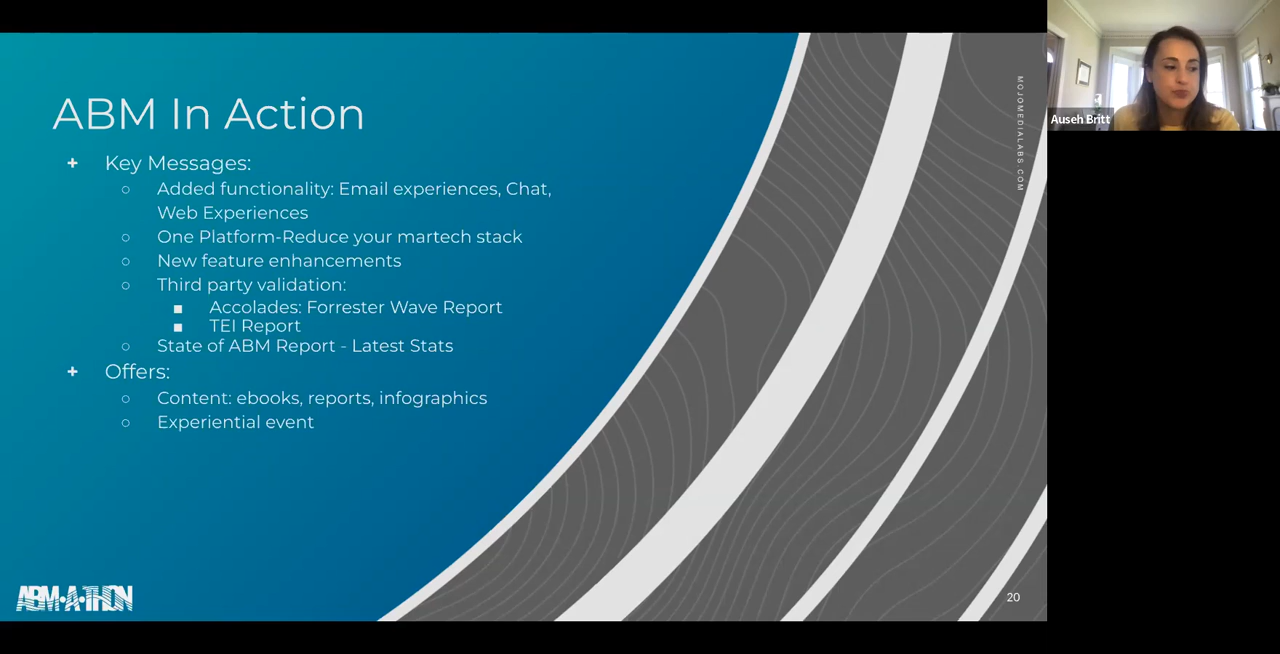 ABM In Action
+ Key Messages:
○ Added functionality: Email experiences, Chat,
Web Experiences
○ One Platform-Reduce your martech stack
○ New feature enhancements
○ Third party validation:
■ Accolades: Forrester Wave Report
■ TEI Report
○ State of ABM Report - Latest Stats
+ Offers:
○ Content: ebooks, reports, infographics
○ Experiential event
MOJOMEDIALABS.COM
ABM•A•THON
20
Auseh Britt